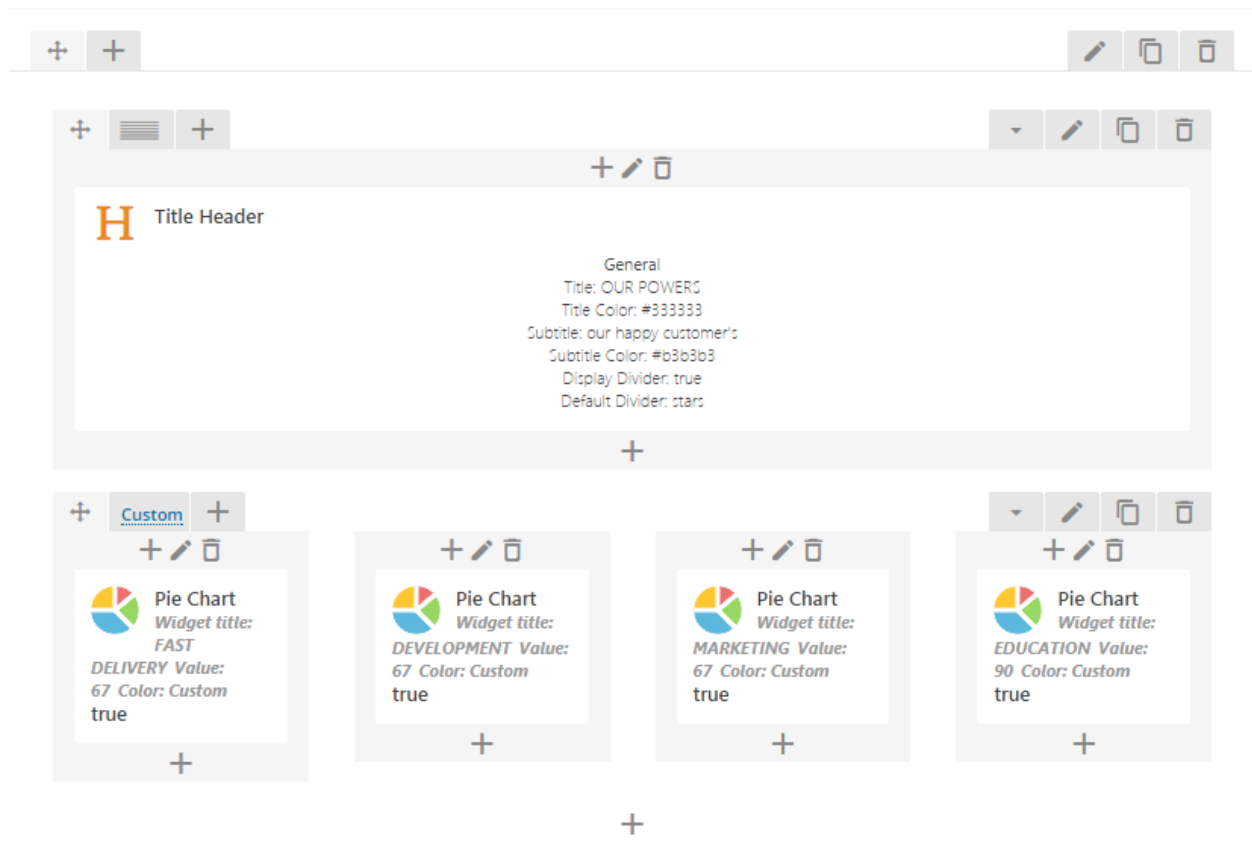 Title Header
General
Title: OUR POWERS
Title Color: #333333
Subtitle: our happy customer's
Subtitle Color: #b3b3b3
Display Divider: true
Default Divider: stars
Custom
Pie Chart
Widget title:
FAST
DELIVERY Value:
67 Color: Custom
true
Pie Chart
Widget title:
DEVELOPMENT Value:
67 Color: Custom
true
Pie Chart
Widget title:
MARKETING Value:
67 Color: Custom
true
Pie Chart
Widget title:
EDUCATION Value:
90 Color: Custom
true